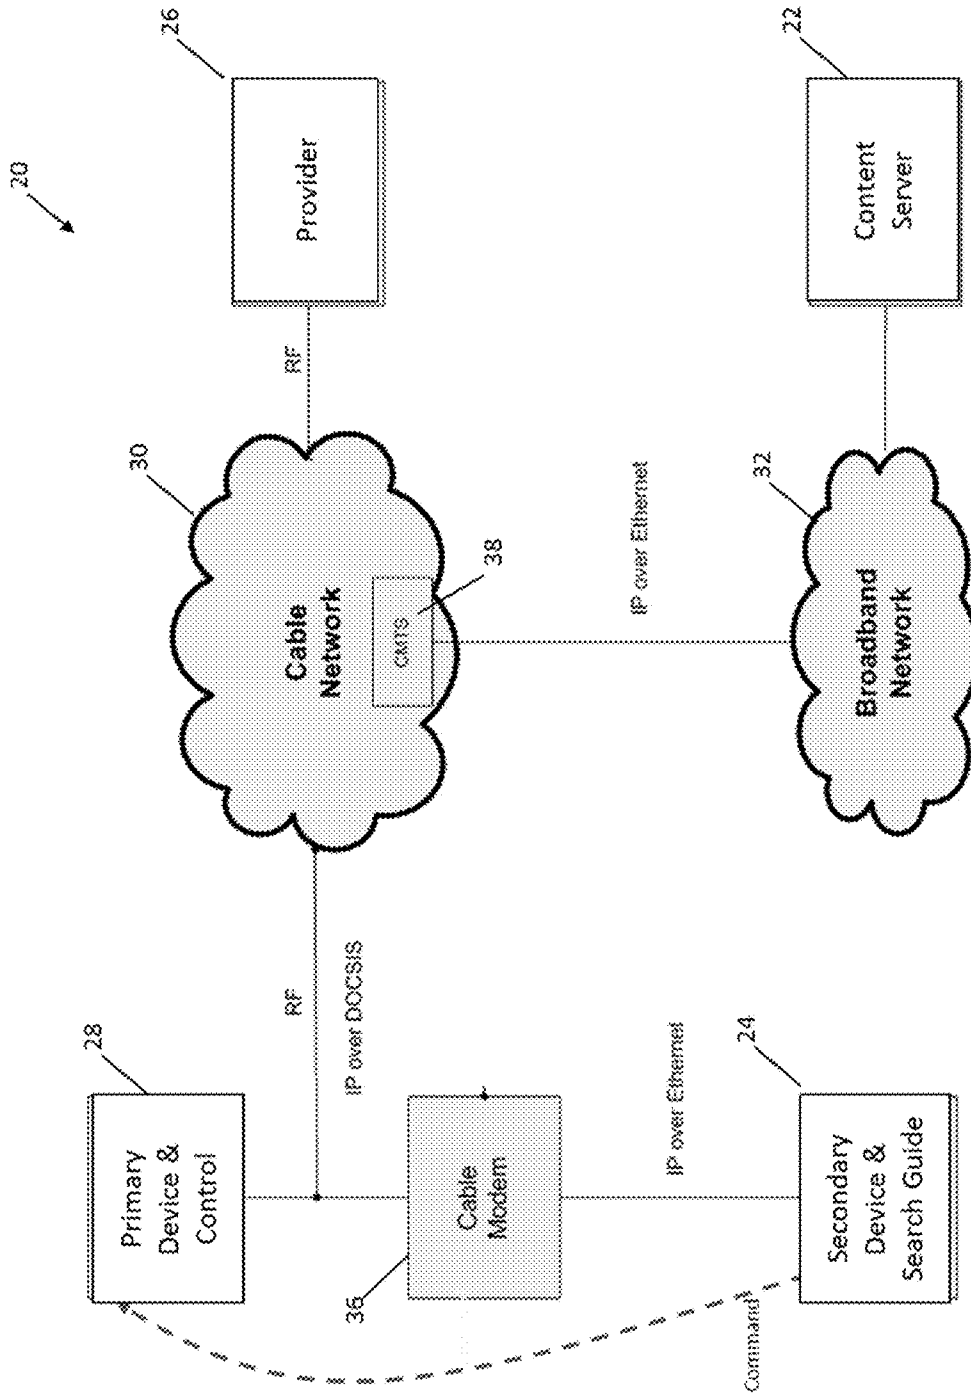 20
28
Primary
Device &
Control
RF
IP over DOCSIS
30
Cable
Network
CMTS
38
RF
26
Provider
36
Cable
Modem
IP over Ethernet
IP over Ethernet
Command
24
Secondary
Device &
Search Guide
32
Broadband
Network
22
Content
Server